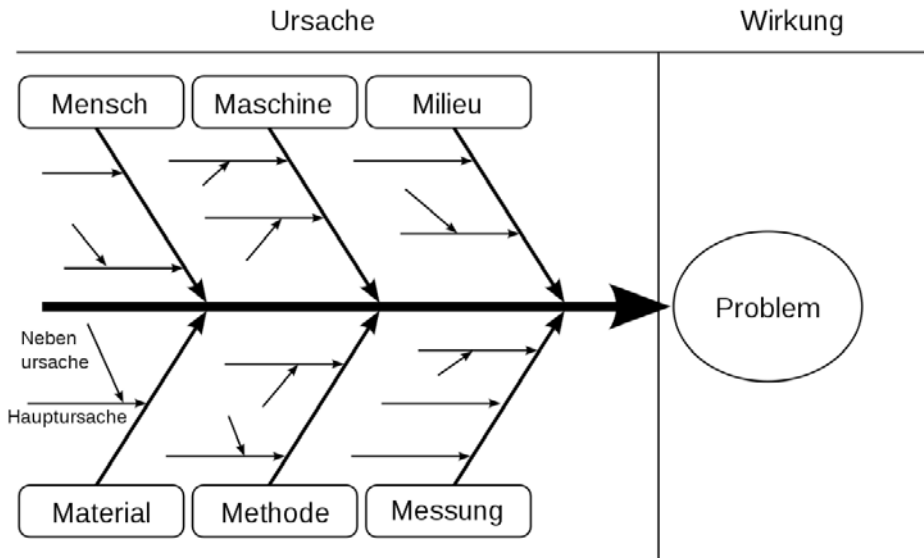 Ursache
Wirkung
Mensch
Maschine
Milieu
Problem
Neben
ursache
Hauptursache
Material
Methode
Messung